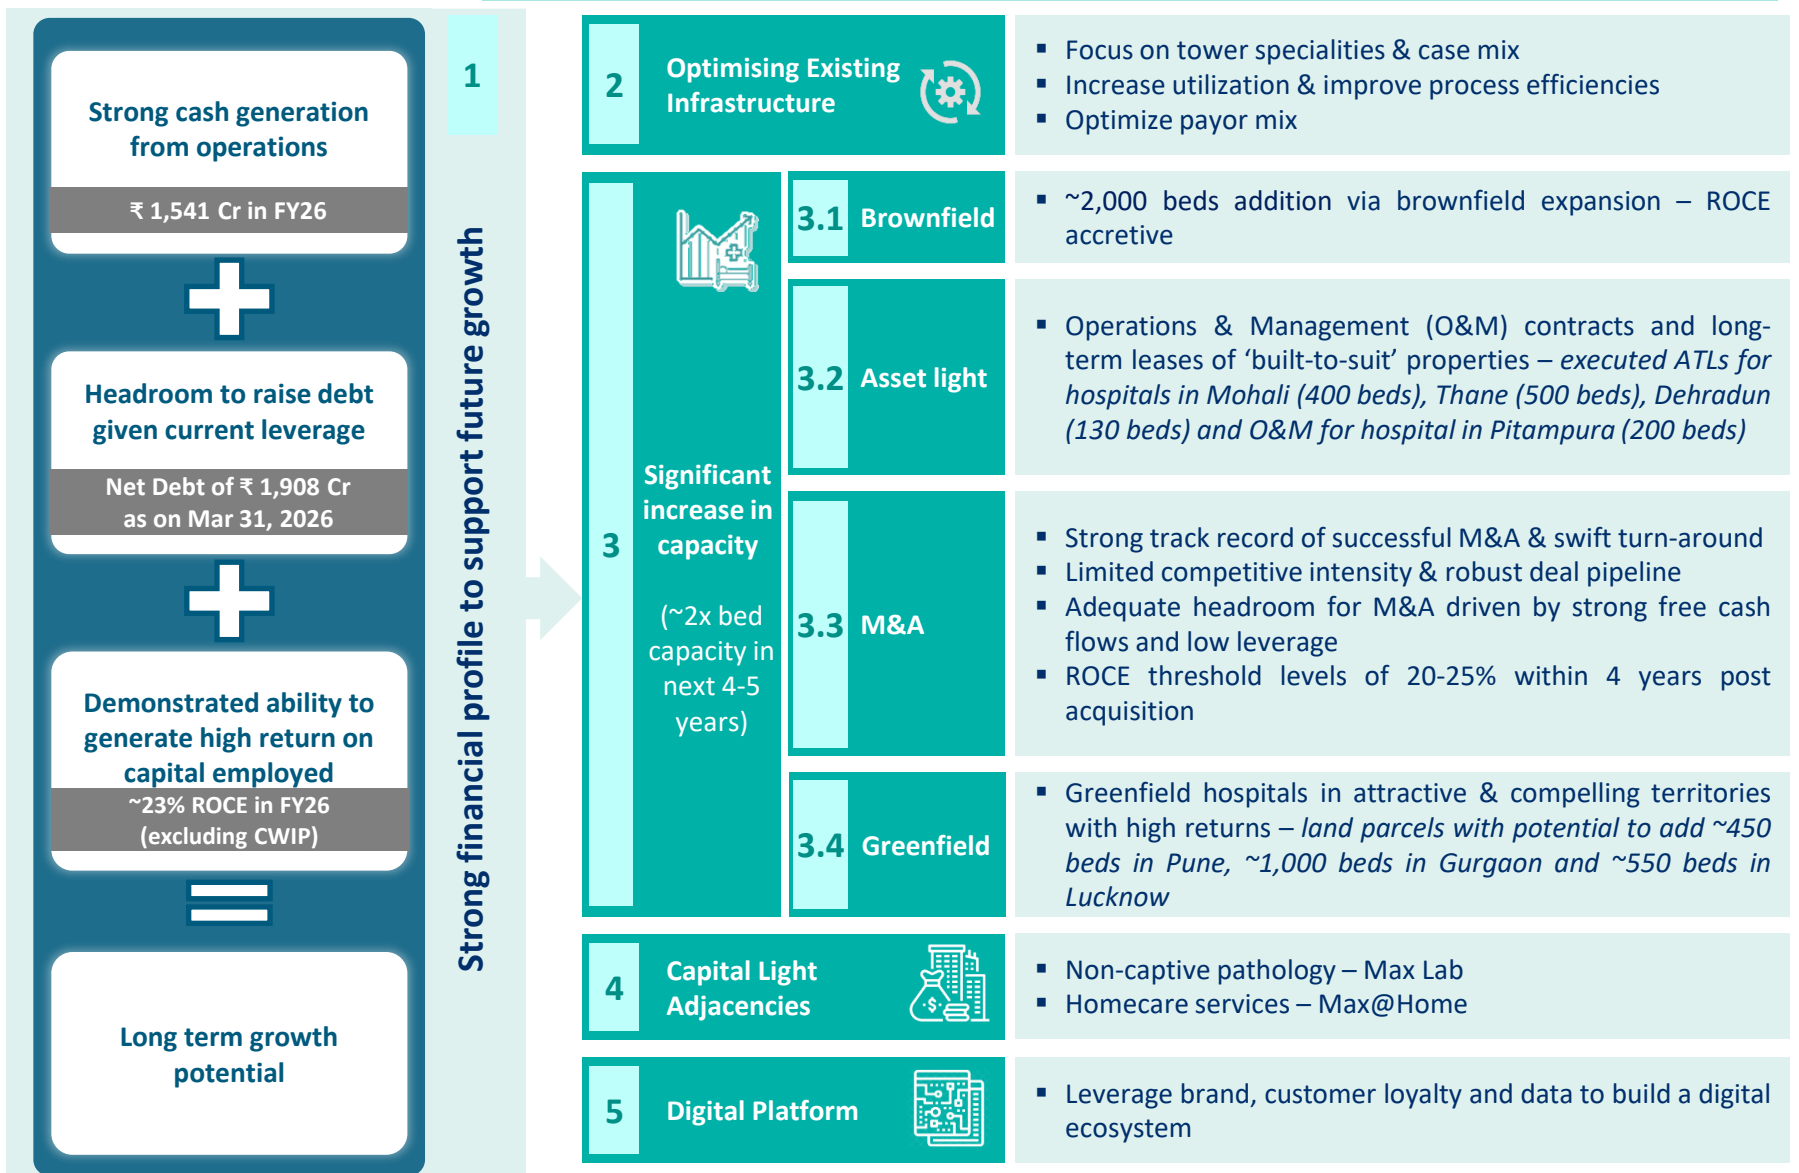 Strong cash generation
from operations
₹ 1,541 Cr in FY26
Headroom to raise debt
given current leverage
Net Debt of ₹ 1,908 Cr
as on Mar 31, 2026
Demonstrated ability to
generate high return on
capital employed
~23% ROCE in FY26
(excluding CWIP)
Long term growth
potential
1
Strong financial profile to support future growth
2
Optimising Existing
Infrastructure
▪ Focus on tower specialities & case mix
▪ Increase utilization & improve process efficiencies
▪ Optimize payor mix
3
Significant
increase in
capacity
(~2x bed
capacity in
next 4-5
years)
3.1 Brownfield
▪ ~2,000 beds addition via brownfield expansion – ROCE
accretive
3.2 Asset light
▪ Operations & Management (O&M) contracts and long-
term leases of ‘built-to-suit’ properties – executed ATLs for
hospitals in Mohali (400 beds), Thane (500 beds), Dehradun
(130 beds) and O&M for hospital in Pitampura (200 beds)
3.3 M&A
▪ Strong track record of successful M&A & swift turn-around
▪ Limited competitive intensity & robust deal pipeline
▪ Adequate headroom for M&A driven by strong free cash
flows and low leverage
▪ ROCE threshold levels of 20-25% within 4 years post
acquisition
3.4 Greenfield
▪ Greenfield hospitals in attractive & compelling territories
with high returns – land parcels with potential to add ~450
beds in Pune, ~1,000 beds in Gurgaon and ~550 beds in
Lucknow
4
Capital Light
Adjacencies
▪ Non-captive pathology – Max Lab
▪ Homecare services – Max@Home
5
Digital Platform
▪ Leverage brand, customer loyalty and data to build a digital
ecosystem